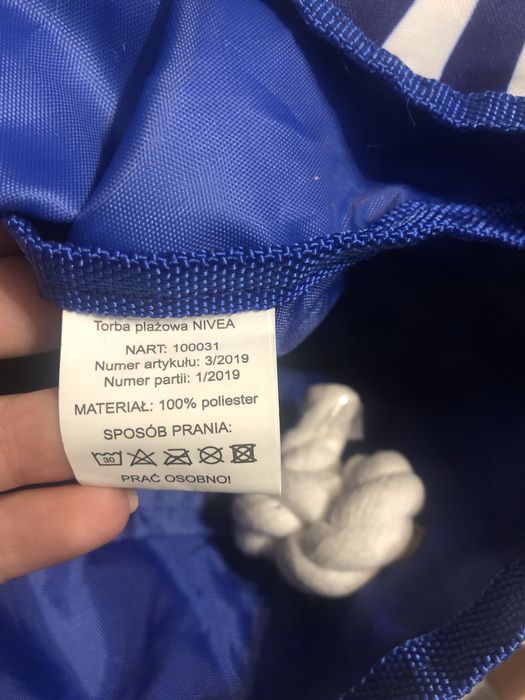 Torba plażowa NIVEA
NART: 100031
Numer artykułu: 3/2019
Numer partii: 1/2019
MATERIAŁ: 100% poliester
SPOSÓB PRANIA:
30
PRAĆ OSOBNO!